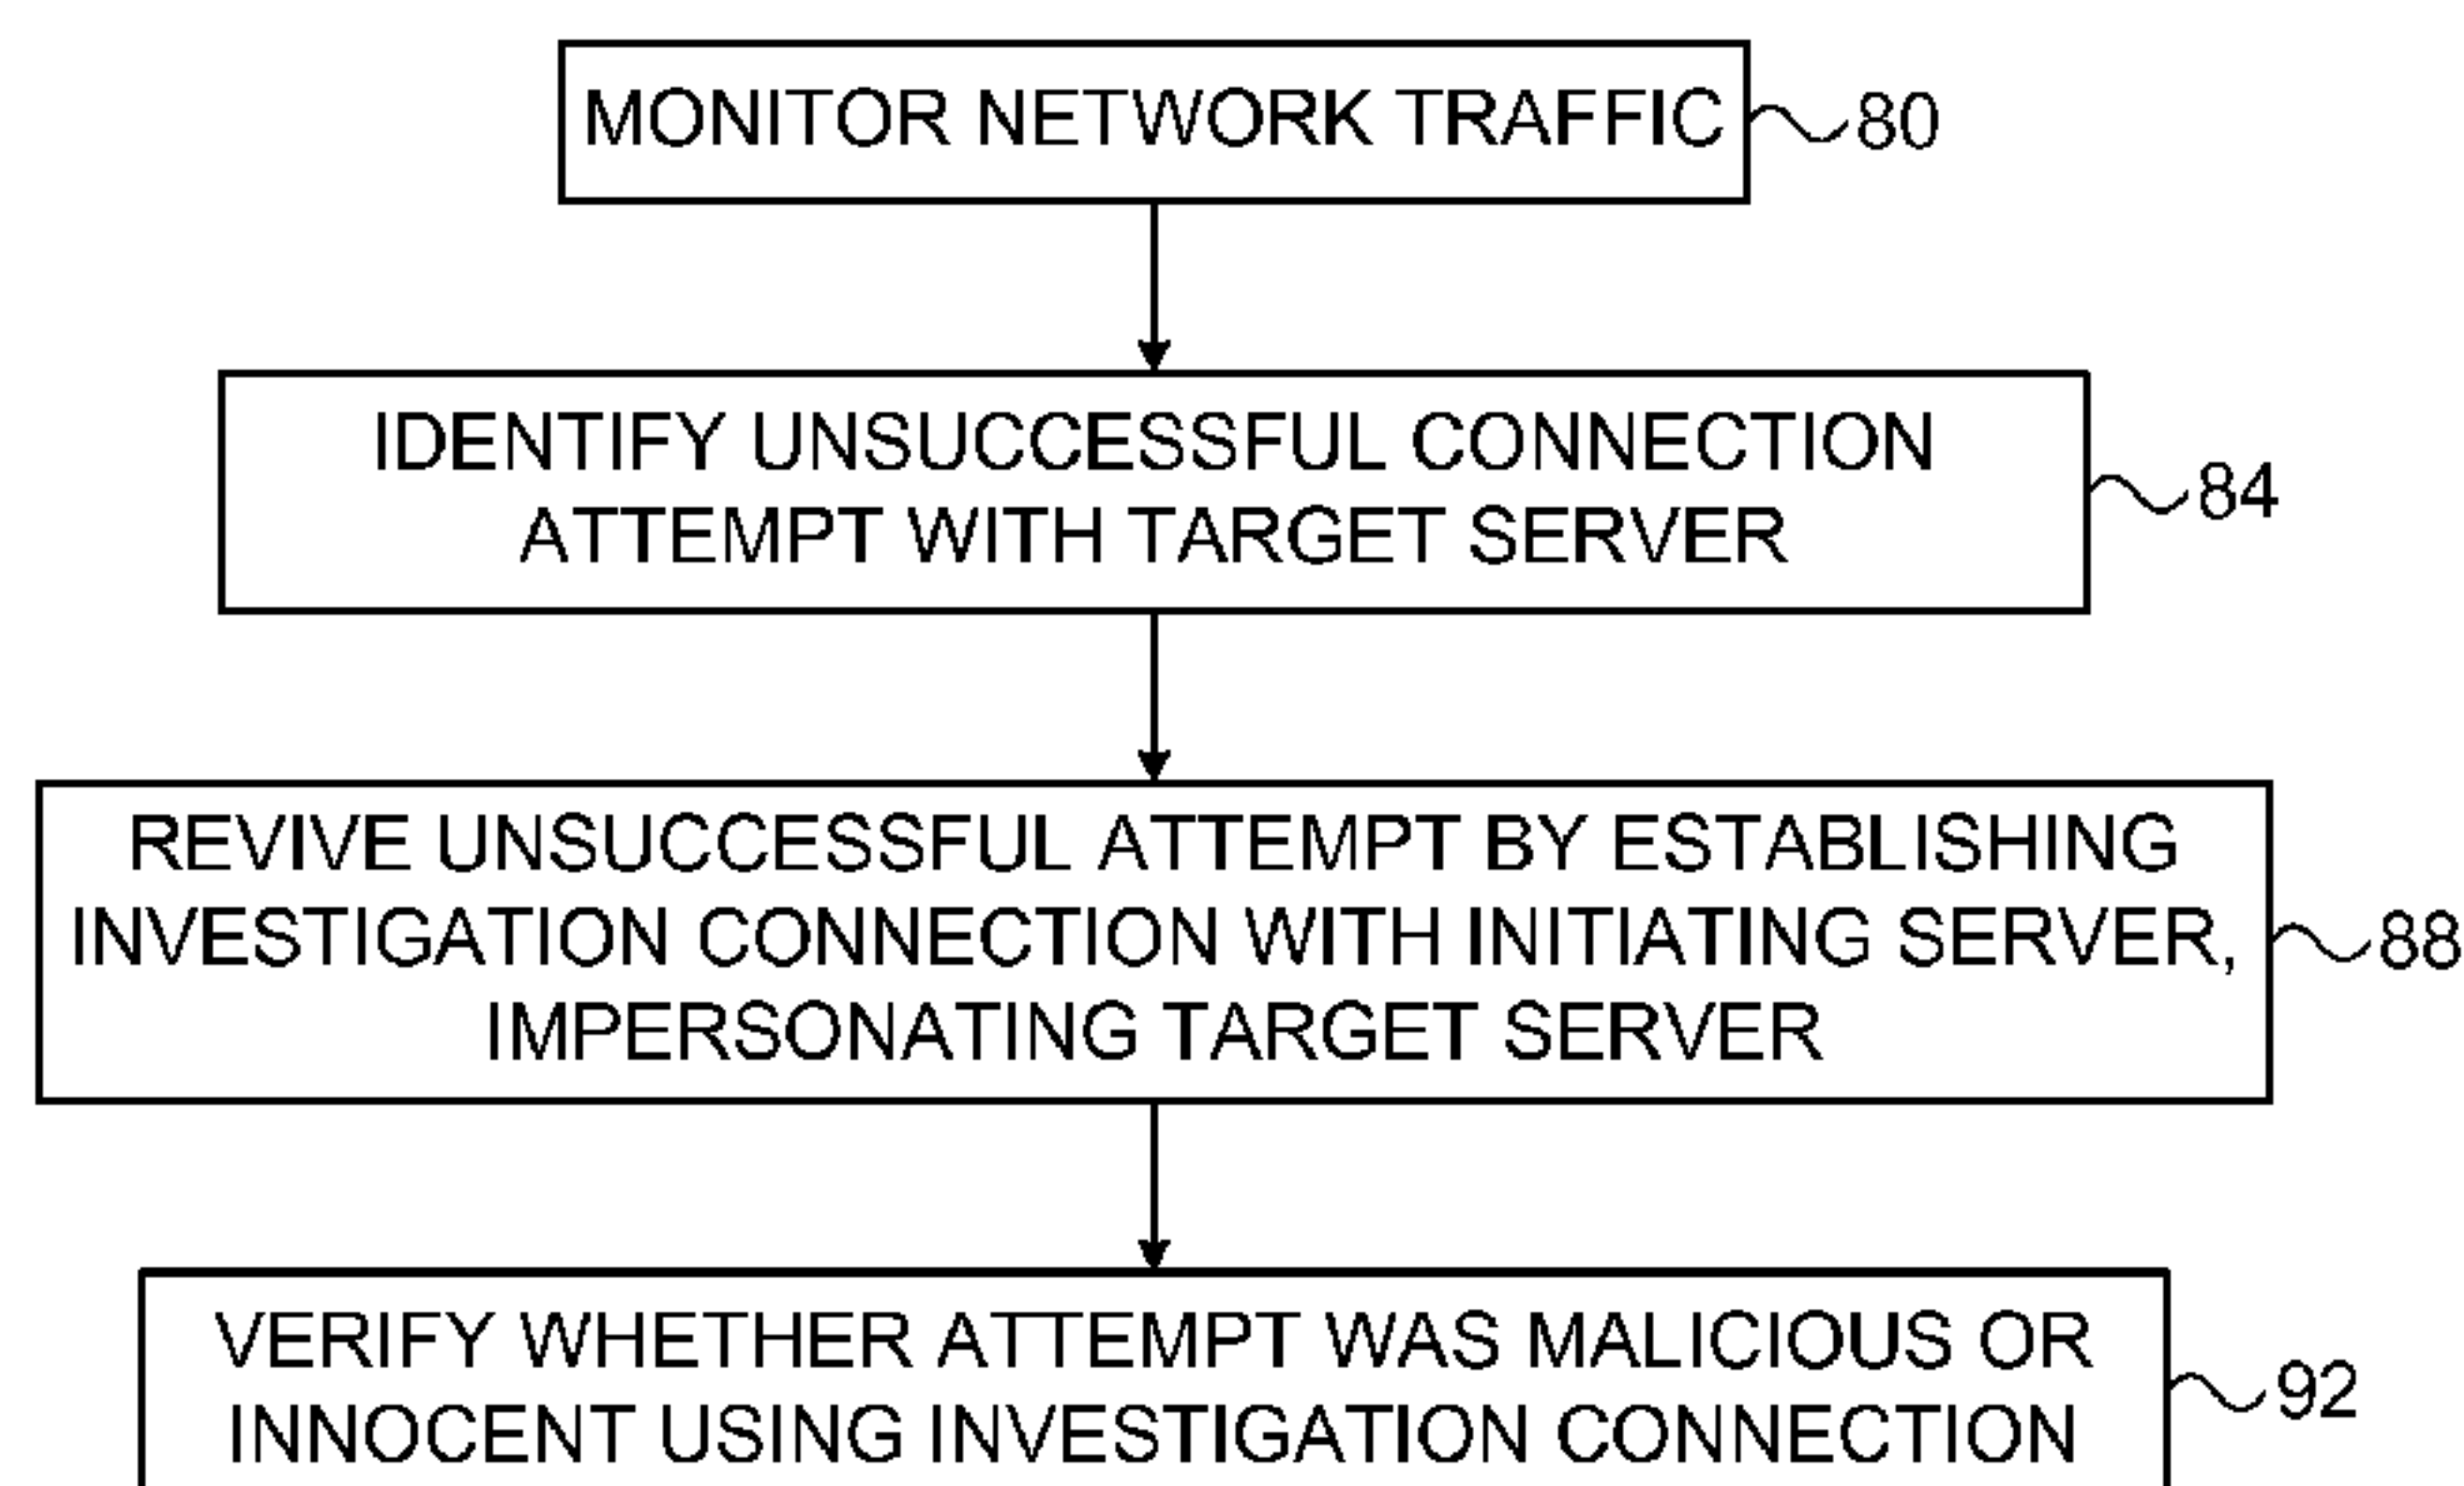 MONITOR NETWORK TRAFFIC
80
IDENTIFY UNSUCCESSFUL CONNECTION
ATTEMPT WITH TARGET SERVER
84
REVIVE UNSUCCESSFUL ATTEMPT BY ESTABLISHING
INVESTIGATION CONNECTION WITH INITIATING SERVER,
IMPERSONATING TARGET SERVER
88
VERIFY WHETHER ATTEMPT WAS MALICIOUS OR
INNOCENT USING INVESTIGATION CONNECTION
92